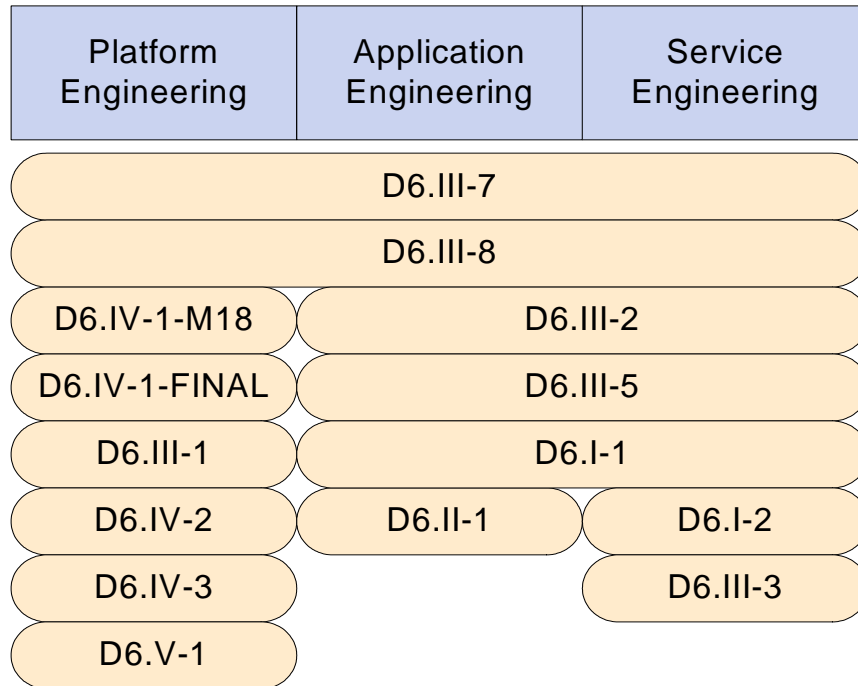 Platform
Engineering
Application
Engineering
Service
Engineering
D6.III-7
D6.III-8
D6.IV-1-M18
D6.III-2
D6.IV-1-FINAL
D6.III-5
D6.III-1
D6.I-1
D6.IV-2
D6.II-1
D6.I-2
D6.IV-3
D6.III-3
D6.V-1